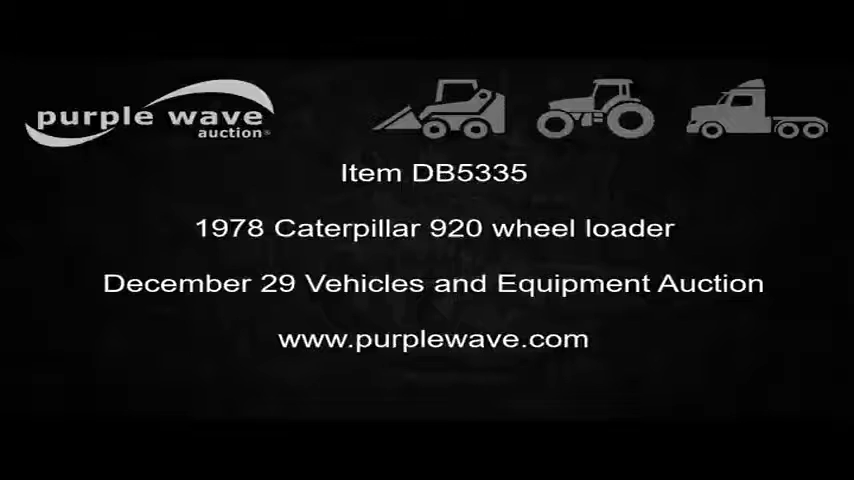 purple wave
auction®
Item DB5335
1978 Caterpillar 920 wheel loader
December 29 Vehicles and Equipment Auction
www.purplewave.com